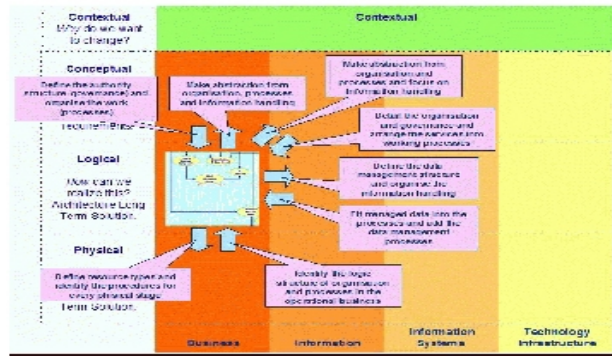 Contextual
Why do we want
to change?
Contextual
Conceptual
Define the authority
structure (governance) and
organise the work
(processes)
requirements
Make abstraction from
organisation, processes
and information handling
Make abstraction from
organisation and
processes and focus on
information handling
Detail the organisation
and governance and
arrange the services into
working processes
Logical
How can we
realize this?
Architecture Long
Term Solution.
Define the data
management structure
and organise the
information handling
Fit managed data into the
processes and add the
data management
processes
Physical
Define resource types and
identify the procedures for
every physical stage
Term Solution.
Identify the logic
structure of organisation
and processes in the
operational business
Business
Information
Information
Systems
Technology
Infrastructure